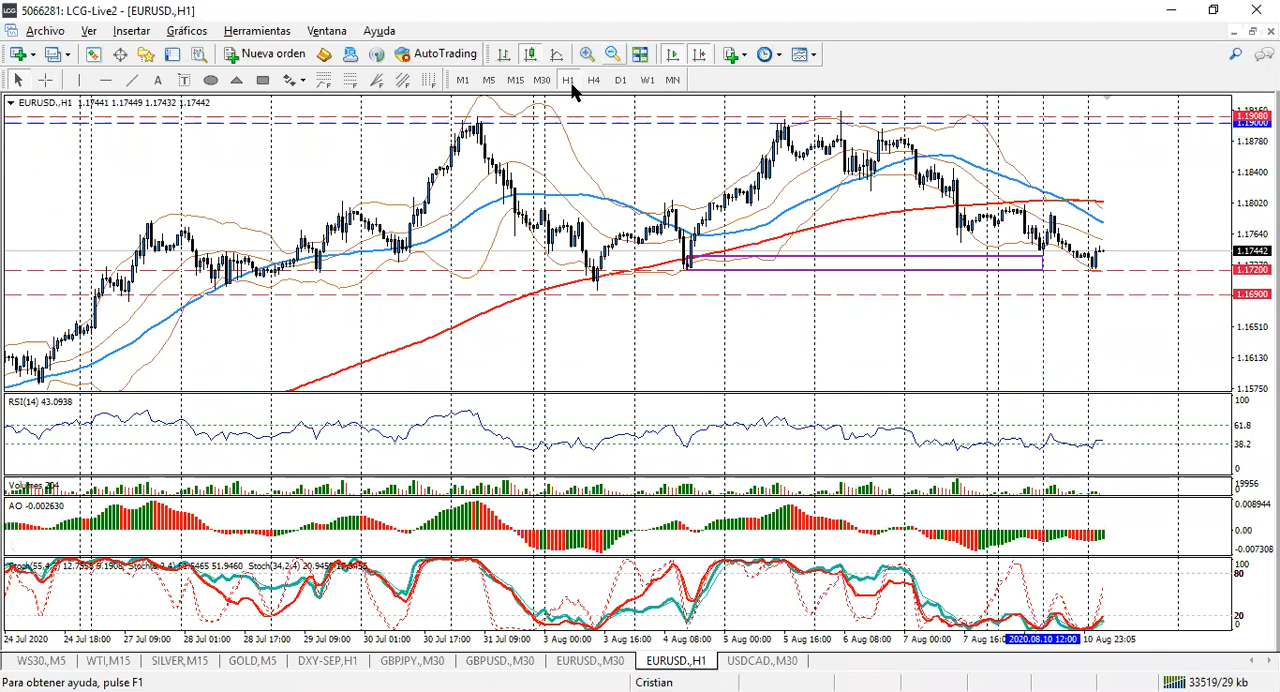 5066281: LCG-Live2 - [EURUSD.,H1]
Archivo Ver Insertar Gráficos Herramientas Ventana Ayuda
Nueva orden AutoTrading
A T M1 M5 M15 M30 H1 H4 D1 W1 MN
EURUSD.,H1 1.17441 1.17449 1.17432 1.17442
1.19160
1.19080
1.19000
1.18780
1.18400
1.18020
1.17640
1.17442
1.17200
1.16900
1.16510
1.16130
1.15750
RSI(14) 43.0938
100
61.8
38.2
0
Volumes 204
19956
0
AO -0.002630
0.008944
0.00
-0.007308
100
80
20
0
24 Jul 2020 24 Jul 18:00 27 Jul 09:00 28 Jul 01:00 28 Jul 17:00 29 Jul 09:00 30 Jul 01:00 30 Jul 17:00 31 Jul 09:00 3 Aug 00:00 3 Aug 16:00 4 Aug 08:00 5 Aug 00:00 5 Aug 16:00 6 Aug 08:00 7 Aug 00:00 7 Aug 16:0 2020.08.10 12:00 10 Aug 23:05
WS30.,M5 WTI,M15 SILVER,M15 GOLD,M5 DXY-SEP,H1 GBPJPY.,M30 GBPUSD.,M30 EURUSD.,M30 EURUSD.,H1 USDCAD.,M30
Para obtener ayuda, pulse F1 Cristian 33519/29 kb